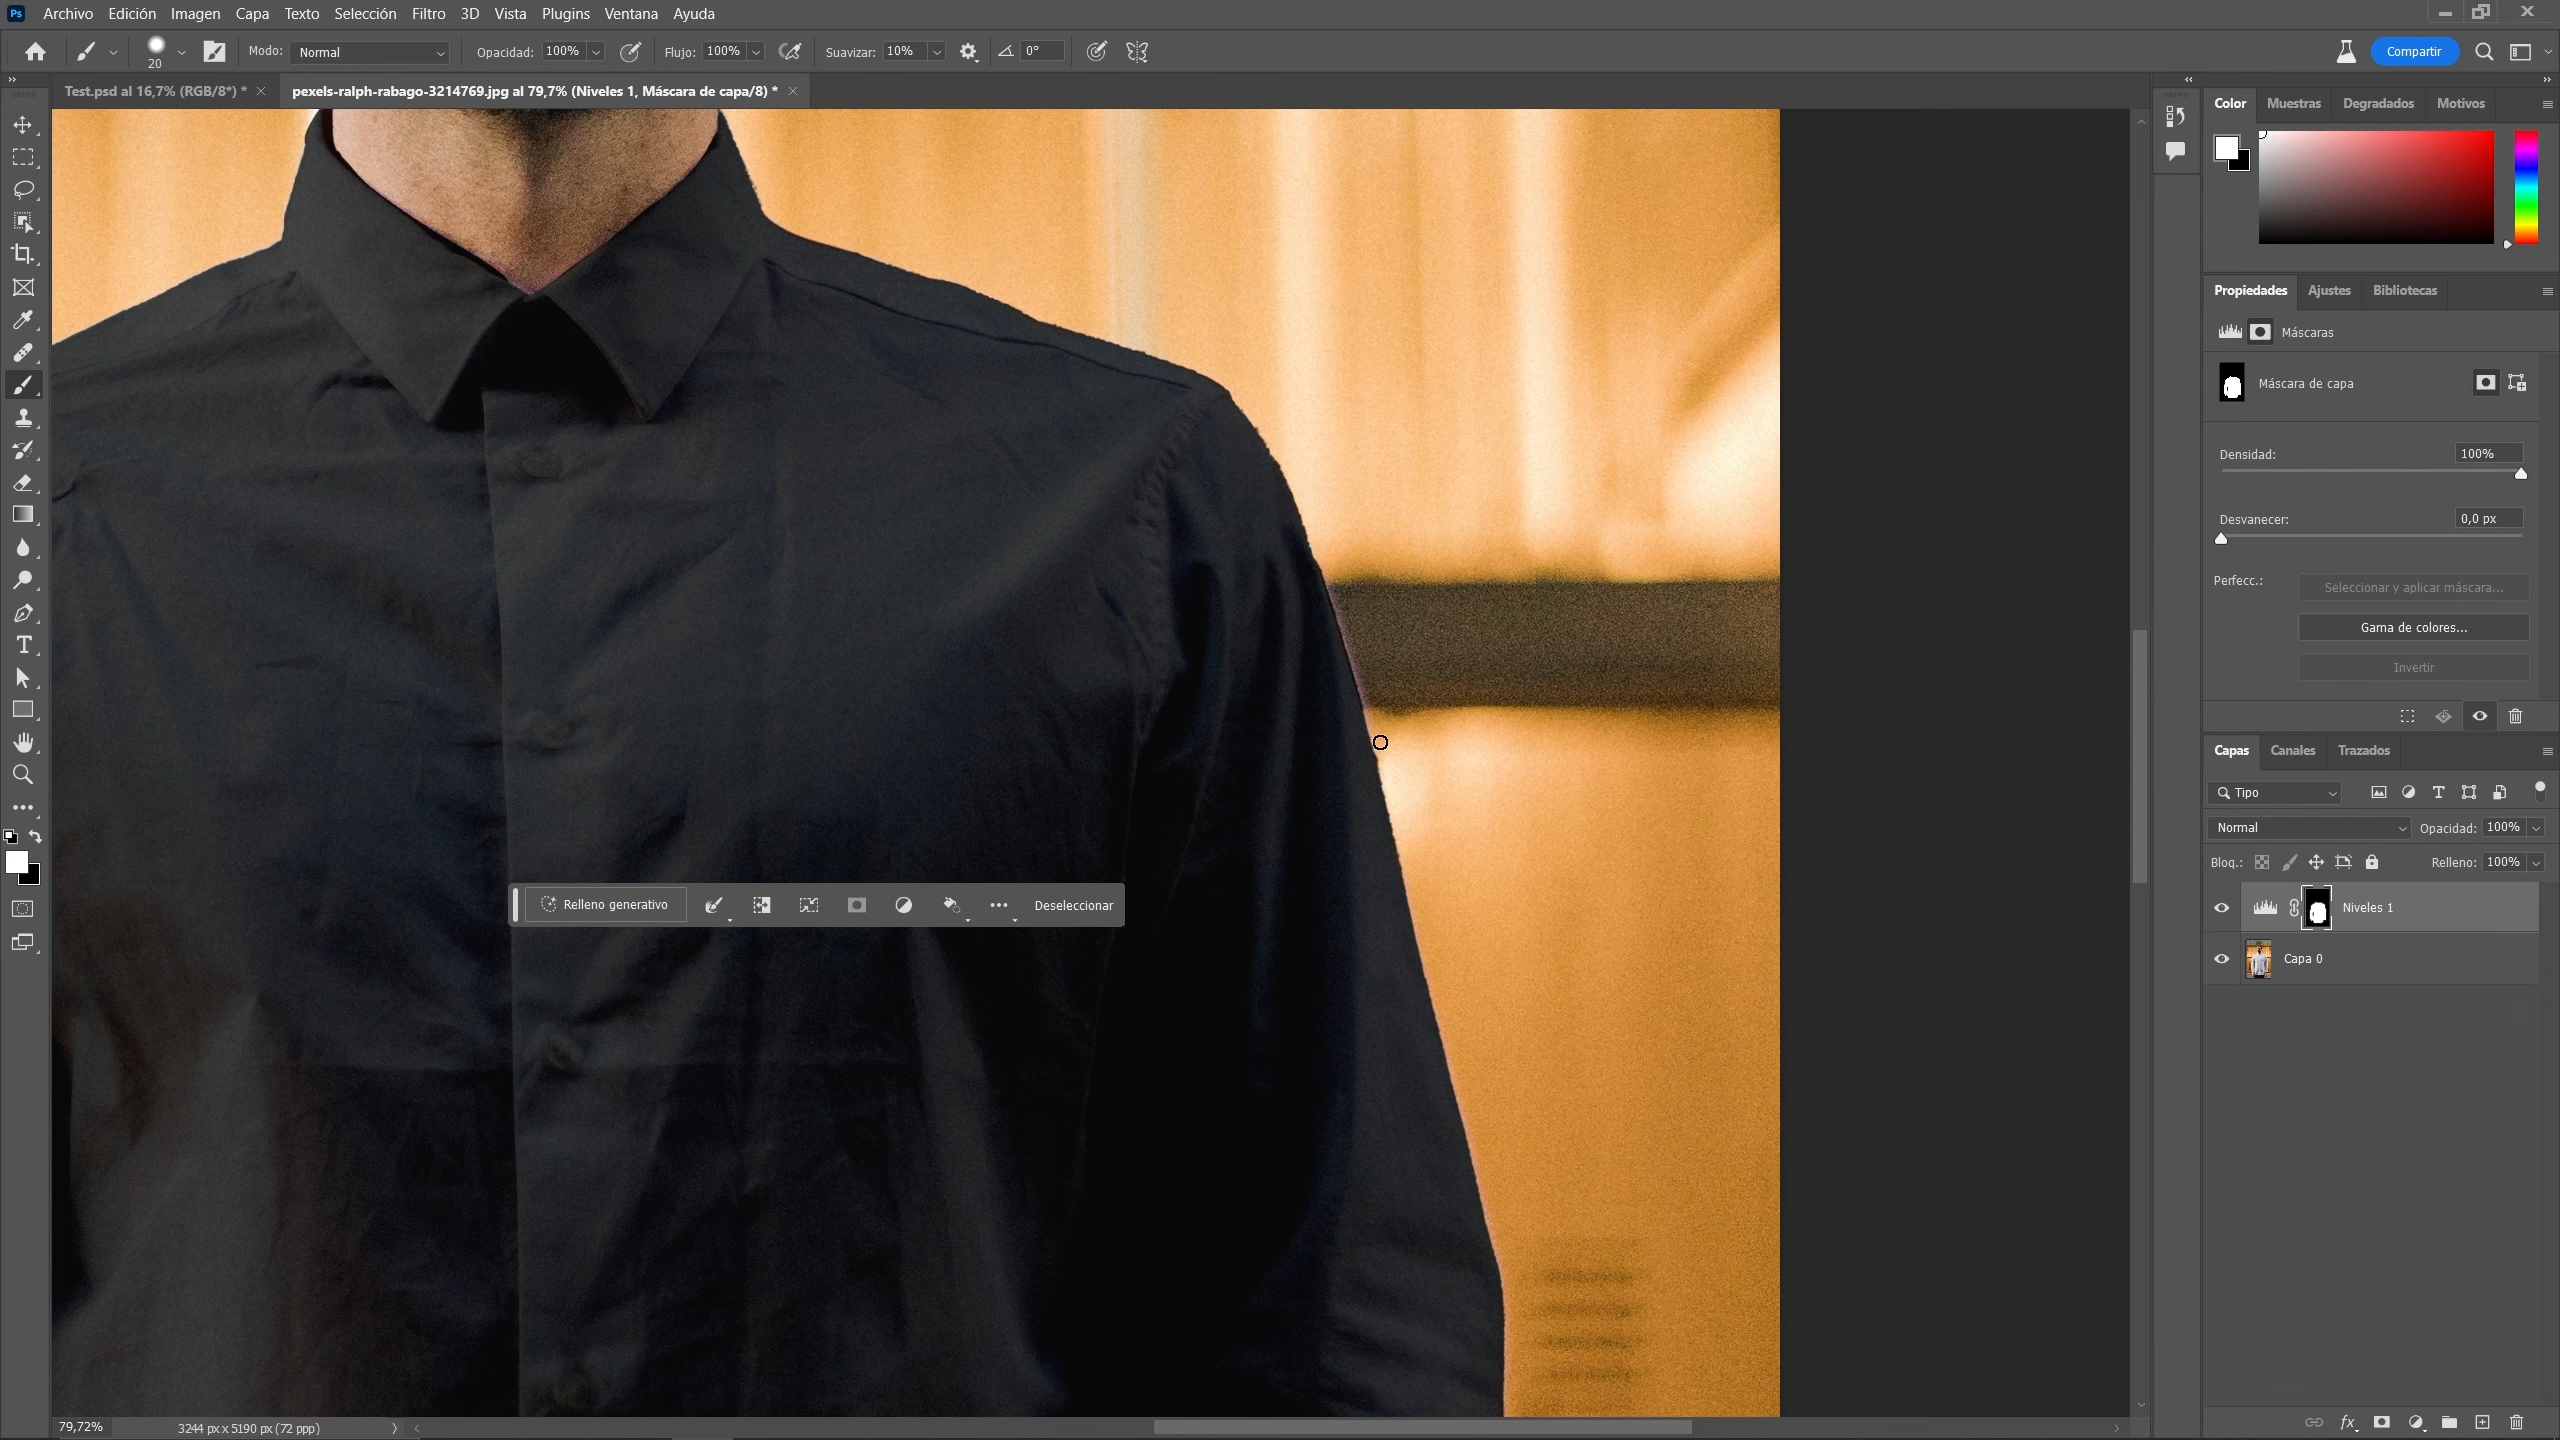 Ps Archivo Edición Imagen Capa Texto Selección Filtro 3D Vista Plugins Ventana Ayuda
20 Modo: Normal Opacidad: 100% Flujo: 100% Suavizar: 10% 0° Compartir
Test.psd al 16,7% (RGB/8*) * pexels-ralph-rabago-3214769.jpg al 79,7% (Niveles 1, Máscara de capa/8) *
Color Muestras Degradados Motivos
Propiedades Ajustes Bibliotecas
Máscaras
Máscara de capa
Densidad: 100%
Desvanecer: 0,0 px
Perfecc.: Seleccionar y aplicar máscara...
Gama de colores...
Invertir
Capas Canales Trazados
Tipo
Normal Opacidad: 100%
Bloq.: Relleno: 100%
Niveles 1
Capa 0
Relleno generativo Deseleccionar
79,72% 3244 px x 5190 px (72 ppp)
fx